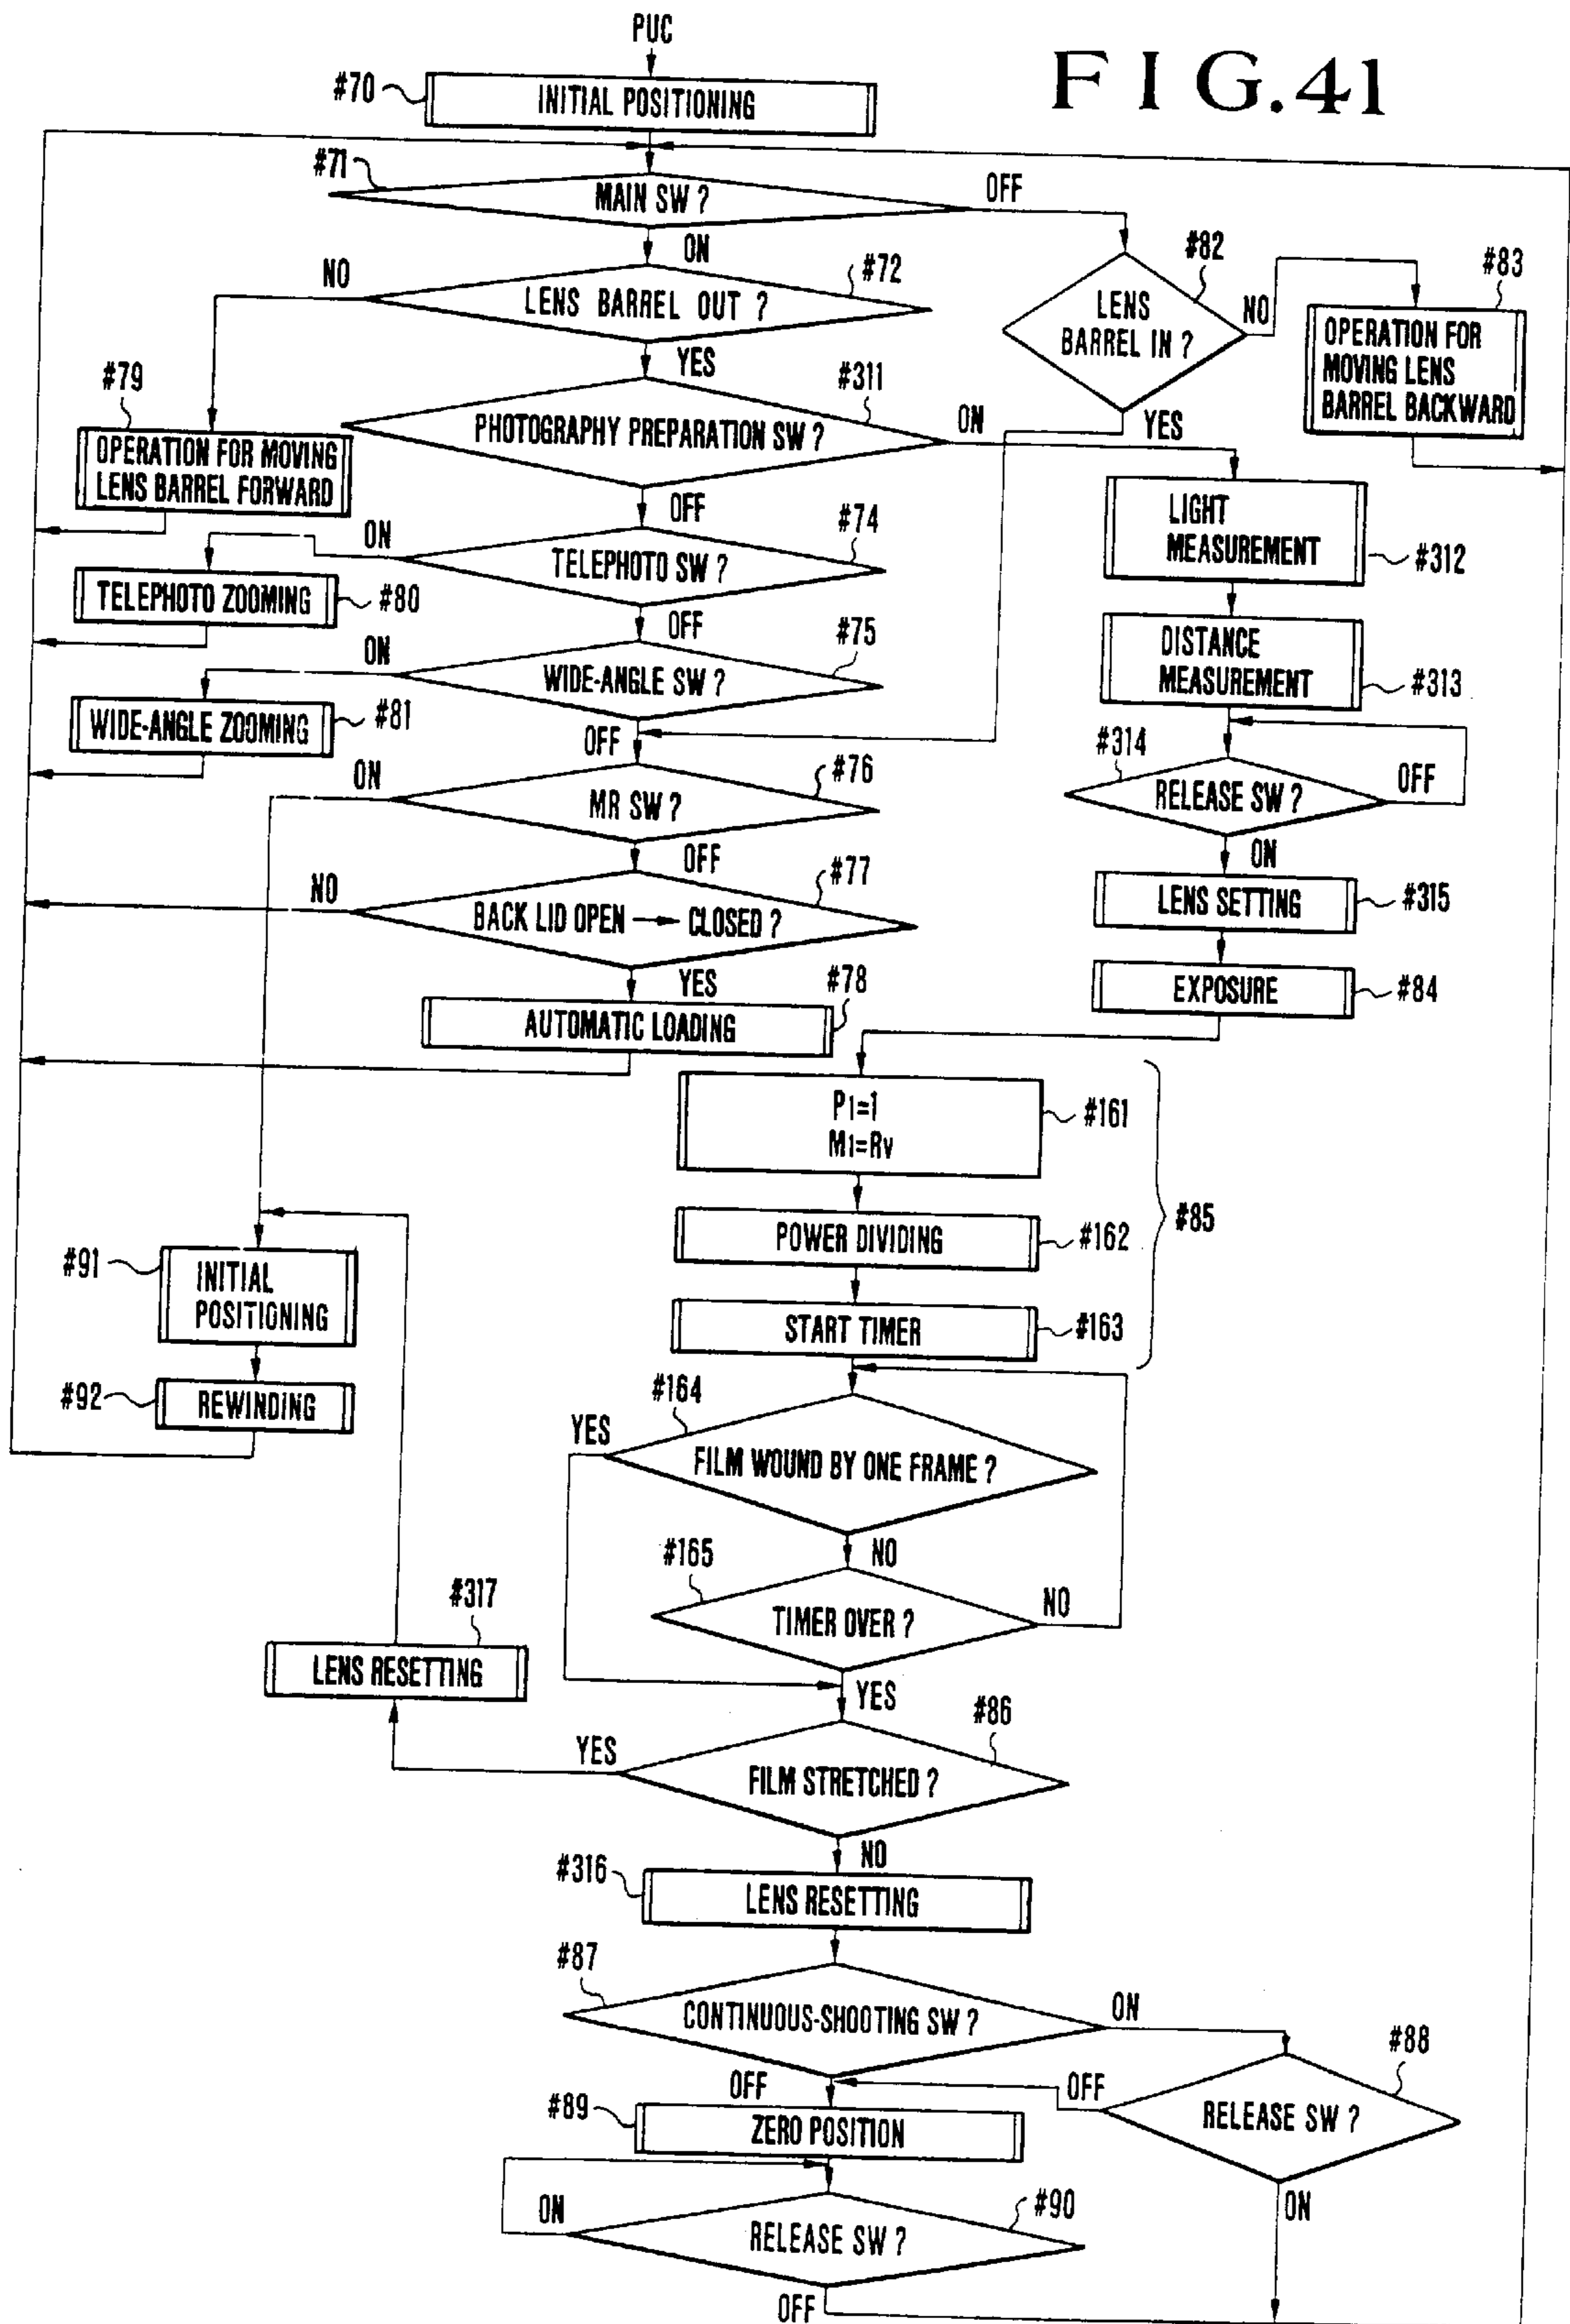 PUC
FIG.41
#70
INITIAL POSITIONING
#71
MAIN SW ?
OFF
ON
#72
NO
LENS BARREL OUT ?
YES
#82
LENS
BARREL IN ?
NO
YES
#83
OPERATION FOR
MOVING LENS
BARREL BACKWARD
#79
OPERATION FOR MOVING
LENS BARREL FORWARD
#311
PHOTOGRAPHY PREPARATION SW ?
ON
OFF
LIGHT
MEASUREMENT
#312
#74
ON
TELEPHOTO SW ?
OFF
TELEPHOTO ZOOMING
#80
DISTANCE
MEASUREMENT
#313
#75
ON
WIDE-ANGLE SW ?
OFF
WIDE-ANGLE ZOOMING
#81
#314
RELEASE SW ?
OFF
ON
#76
ON
MR SW ?
OFF
LENS SETTING
#315
#77
NO
BACK LID OPEN → CLOSED ?
YES
EXPOSURE
#84
#78
AUTOMATIC LOADING
P1=1
M1=Rv
#161
POWER DIVIDING
#162
#85
START TIMER
#163
#91
INITIAL
POSITIONING
#92
REWINDING
#164
YES
FILM WOUND BY ONE FRAME ?
NO
#165
TIMER OVER ?
NO
YES
#317
LENS RESETTING
#86
YES
FILM STRETCHED ?
NO
#316
LENS RESETTING
#87
CONTINUOUS-SHOOTING SW ?
ON
OFF
#88
OFF
RELEASE SW ?
ON
#89
ZERO POSITION
#90
ON
RELEASE SW ?
OFF